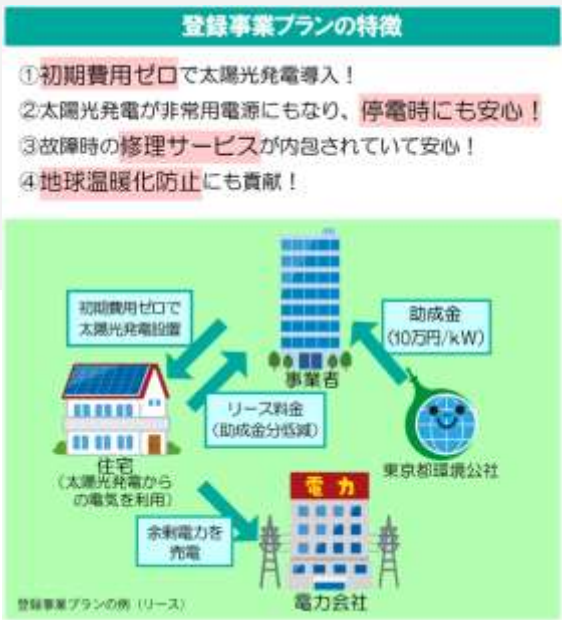 登録事業プランの特徴
①初期費用ゼロで太陽光発電導入！
②太陽光発電が非常用電源にもなり、停電時にも安心！
③故障時の修理サービスが内包されていて安心！
④地球温暖化防止にも貢献！
初期費用ゼロで
太陽光発電設置
助成金
(10万円/kW)
事業者
リース料金
(助成金分低減)
東京都環境公社
住宅
(太陽光発電から
の電気を利用)
電力
余剰電力を
売電
電力会社
登録事業プランの例（リース）